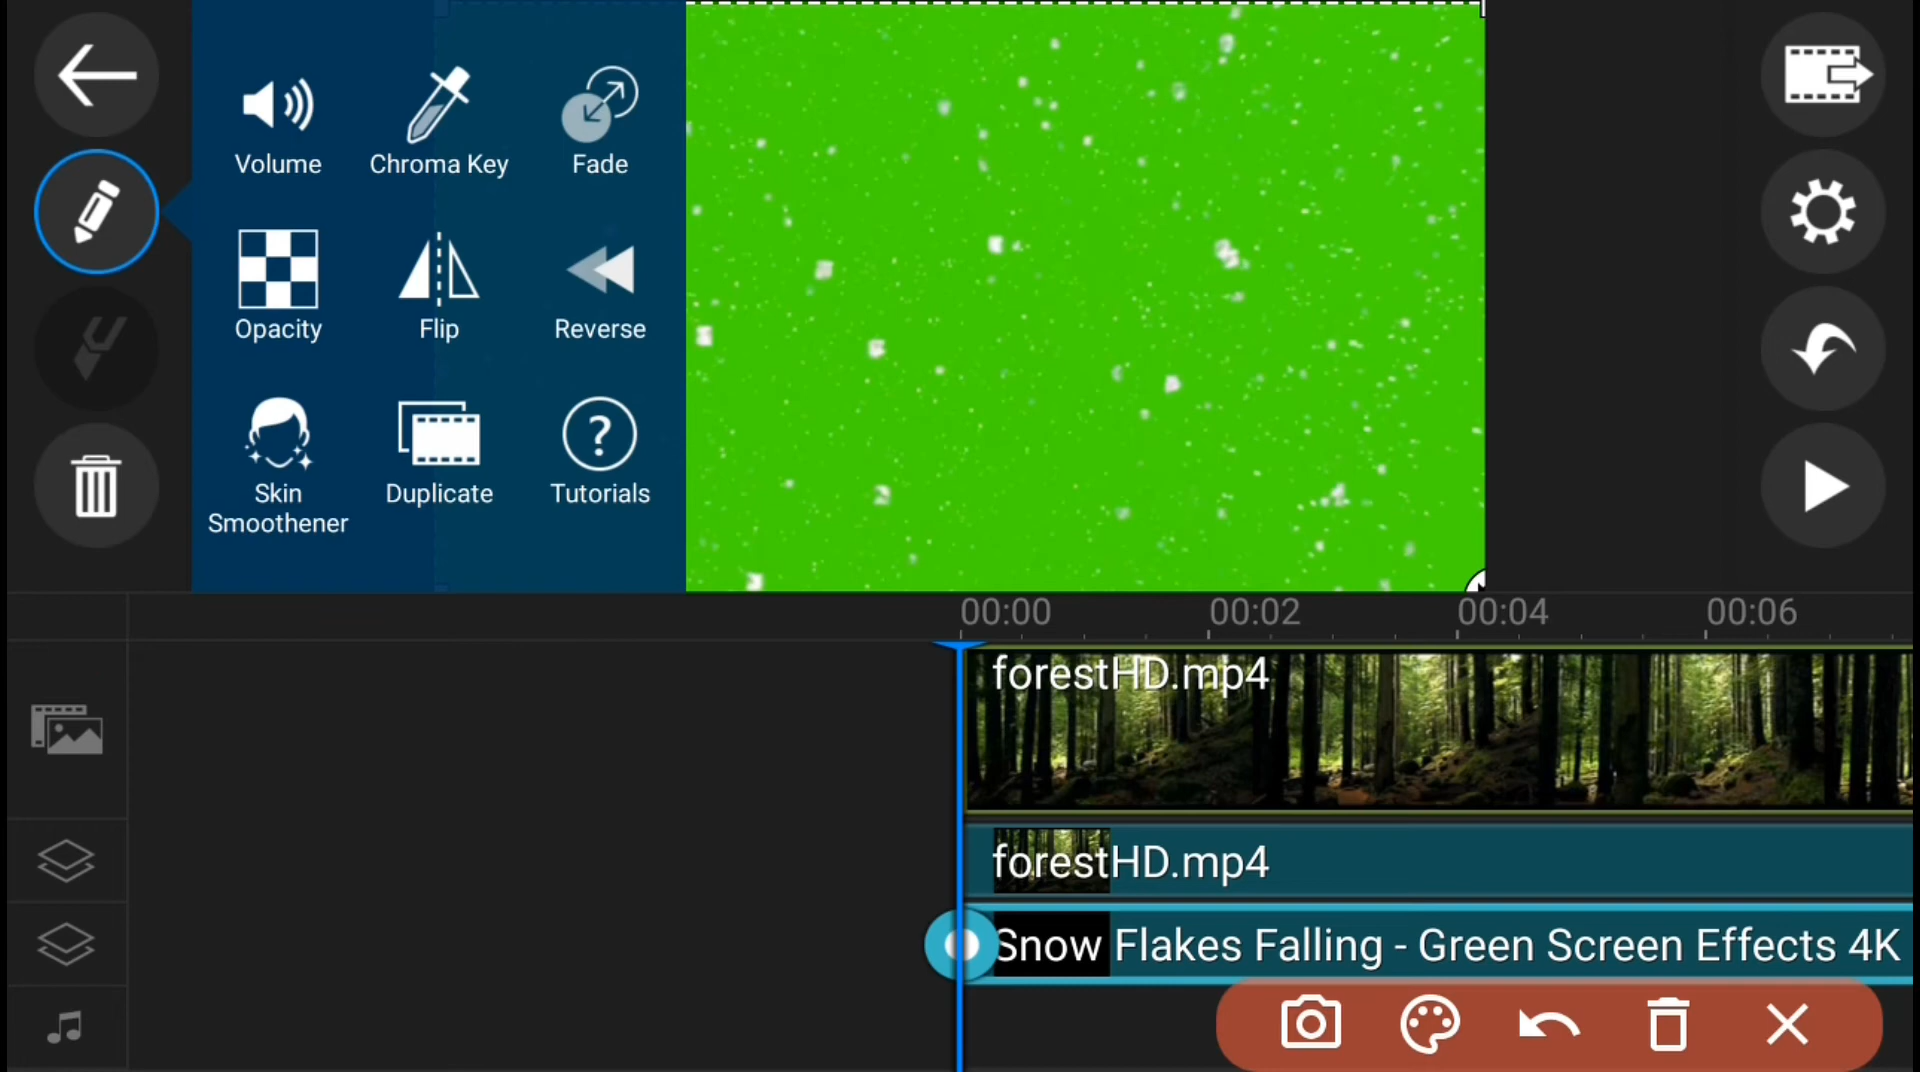 Volume
Chroma Key
Fade
Opacity
Flip
Reverse
Skin
Smoothener
Duplicate
?
Tutorials
00:00
00:02
00:04
00:06
forestHD.mp4
forestHD.mp4
Snow Flakes Falling - Green Screen Effects 4K